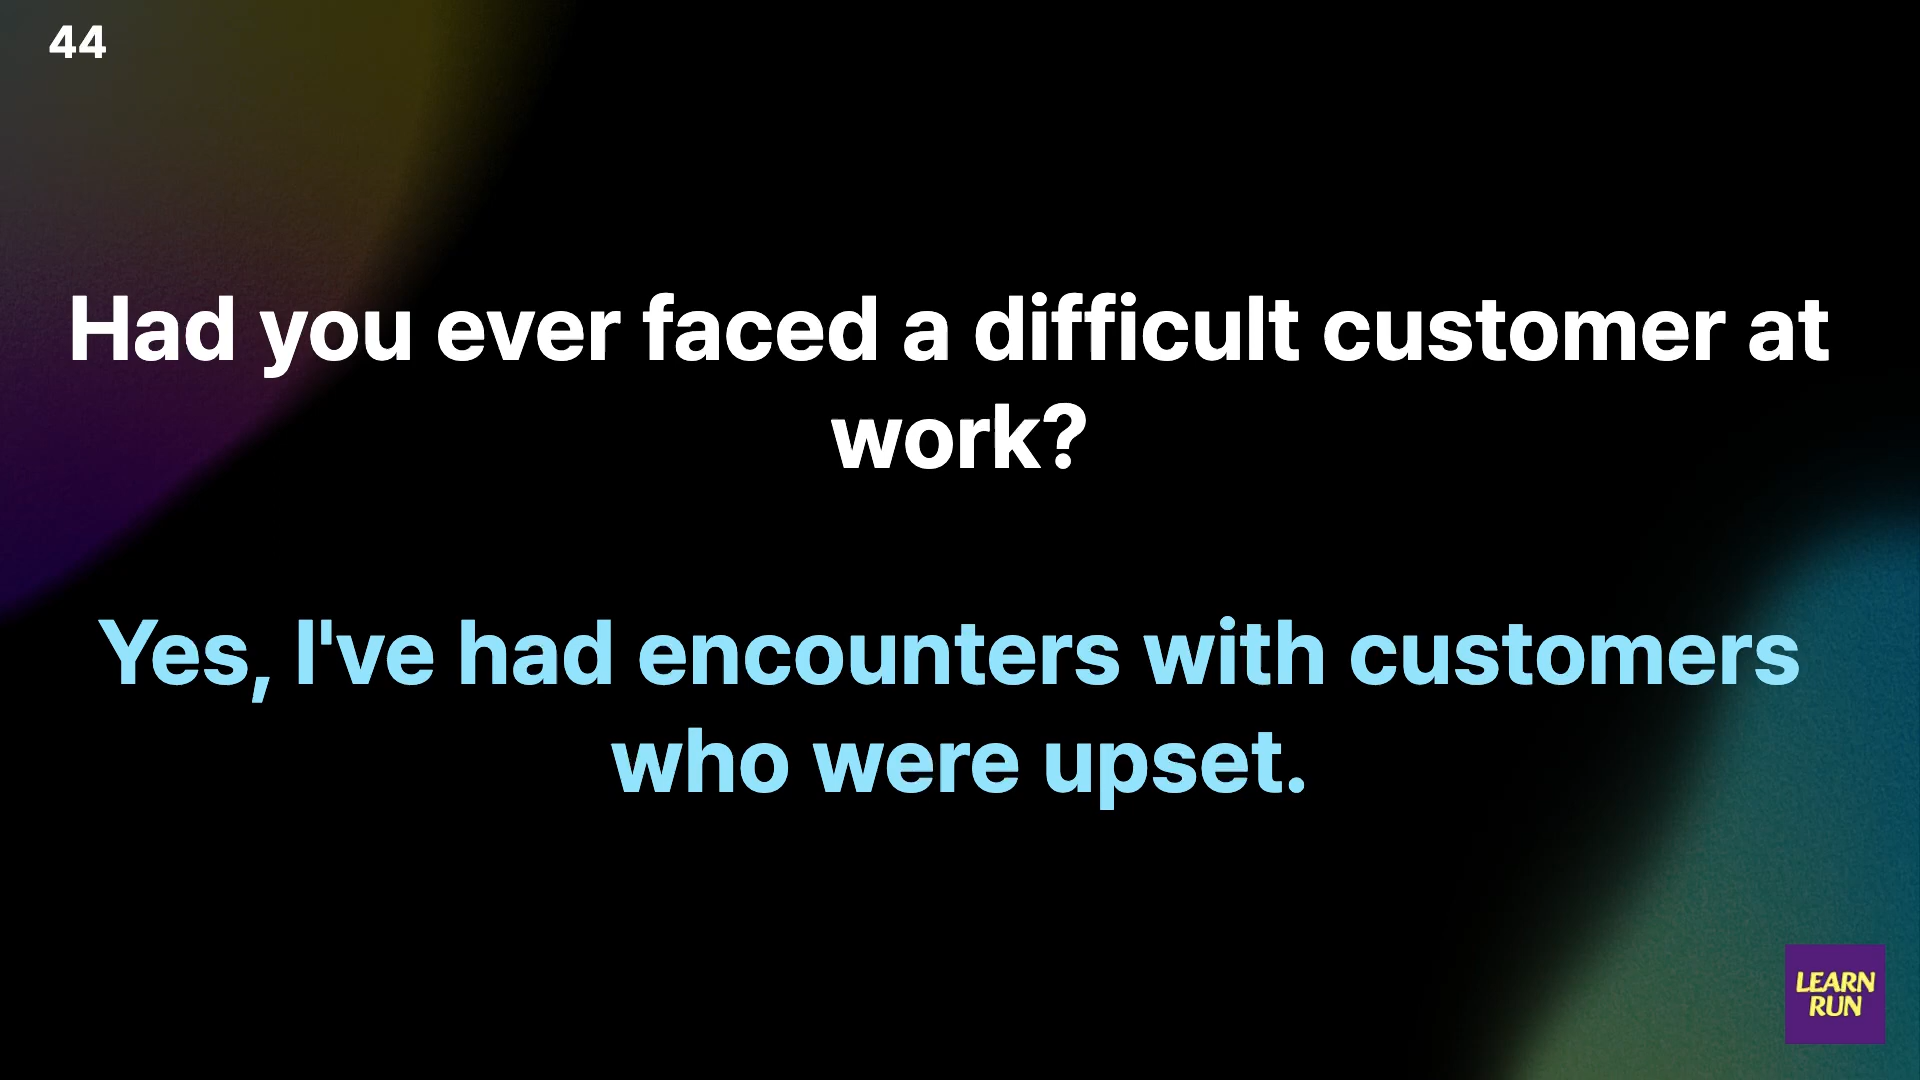 44
Had you ever faced a difficult customer at
work?
Yes, I've had encounters with customers
who were upset.
LEARN
RUN